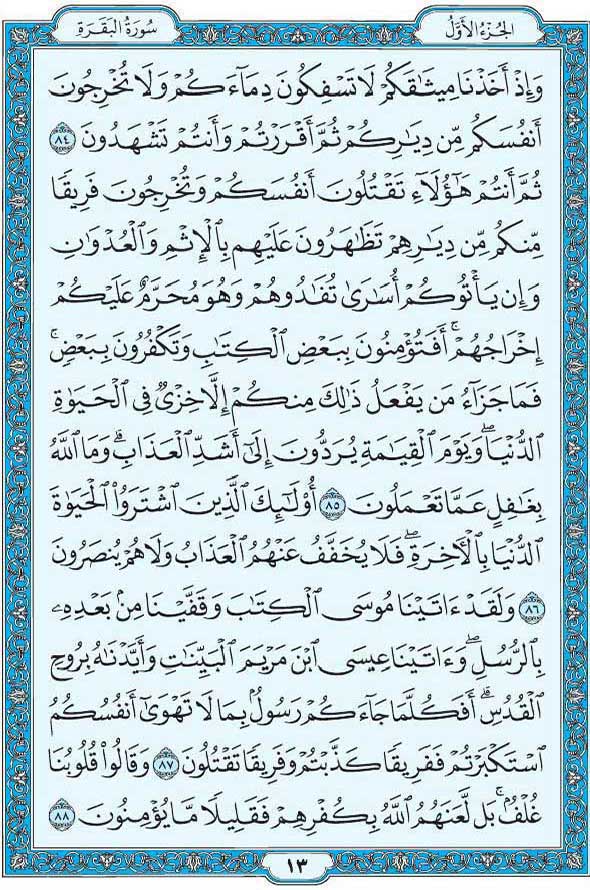 الجُزءُ الأَوَّلُ
سُورَةُ البَقَرَةِ
وَإِذْ أَخَذْنَا مِيثَٰقَكُمْ لَا تَسْفِكُونَ دِمَآءَكُمْ وَلَا تُخْرِجُونَ
أَنفُسَكُم مِّن دِيَٰرِكُمْ ثُمَّ أَقْرَرْتُمْ وَأَنتُمْ تَشْهَدُونَ ٨٤
ثُمَّ أَنتُمْ هَٰٓؤُلَآءِ تَقْتُلُونَ أَنفُسَكُمْ وَتُخْرِجُونَ فَرِيقًا
مِّنكُم مِّن دِيَٰرِهِمْ تَظَٰهَرُونَ عَلَيْهِم بِٱلْإِثْمِ وَٱلْعُدْوَٰنِ
وَإِن يَأْتُوكُمْ أُسَٰرَىٰ تُفَٰدُوهُمْ وَهُوَ مُحَرَّمٌ عَلَيْكُمْ
إِخْرَاجُهُمْ ۚ أَفَتُؤْمِنُونَ بِبَعْضِ ٱلْكِتَٰبِ وَتَكْفُرُونَ بِبَعْضٍ ۚ
فَمَا جَزَآءُ مَن يَفْعَلُ ذَٰلِكَ مِنكُمْ إِلَّا خِزْىٌ فِى ٱلْحَيَوٰةِ
ٱلدُّنْيَا ۖ وَيَوْمَ ٱلْقِيَٰمَةِ يُرَدُّونَ إِلَىٰٓ أَشَدِّ ٱلْعَذَابِ ۗ وَمَا ٱللَّهُ
بِغَٰفِلٍ عَمَّا تَعْمَلُونَ ٨٥ أُو۟لَٰٓئِكَ ٱلَّذِينَ ٱشْتَرَوُا۟ ٱلْحَيَوٰةَ
ٱلدُّنْيَا بِٱلْءَاخِرَةِ ۖ فَلَا يُخَفَّفُ عَنْهُمُ ٱلْعَذَابُ وَلَا هُمْ يُنصَرُونَ
٨٦ وَلَقَدْ ءَاتَيْنَا مُوسَى ٱلْكِتَٰبَ وَقَفَّيْنَا مِنۢ بَعْدِهِۦ
بِٱلرُّسُلِ ۖ وَءَاتَيْنَا عِيسَى ٱبْنَ مَرْيَمَ ٱلْبَيِّنَٰتِ وَأَيَّدْنَٰهُ بِرُوحِ
ٱلْقُدُسِ ۗ أَفَكُلَّمَا جَآءَكُمْ رَسُولٌۢ بِمَا لَا تَهْوَىٰٓ أَنفُسُكُمُ
ٱسْتَكْبَرْتُمْ فَفَرِيقًا كَذَّبْتُمْ وَفَرِيقًا تَقْتُلُونَ ٨٧ وَقَالُوا۟ قُلُوبُنَا
غُلْفٌۢ ۚ بَل لَّعَنَهُمُ ٱللَّهُ بِكُفْرِهِمْ فَقَلِيلًا مَّا يُؤْمِنُونَ ٨٨
١٣